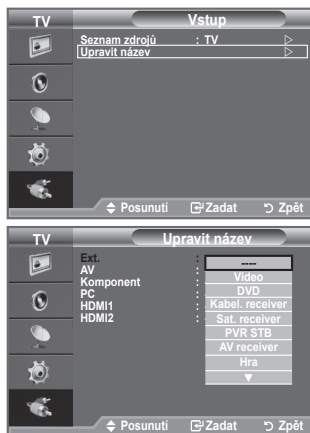 TV Vstup
Seznam zdrojů : TV ▷
Upravit název ▷
Posunutí Zadat Zpět
TV Upravit název
Ext. : ----
AV : Video
Komponent : DVD
PC : Kabel. receiver
HDMI1 : Sat. receiver
HDMI2 : PVR STB
AV receiver
Hra
▼
Posunutí Zadat Zpět